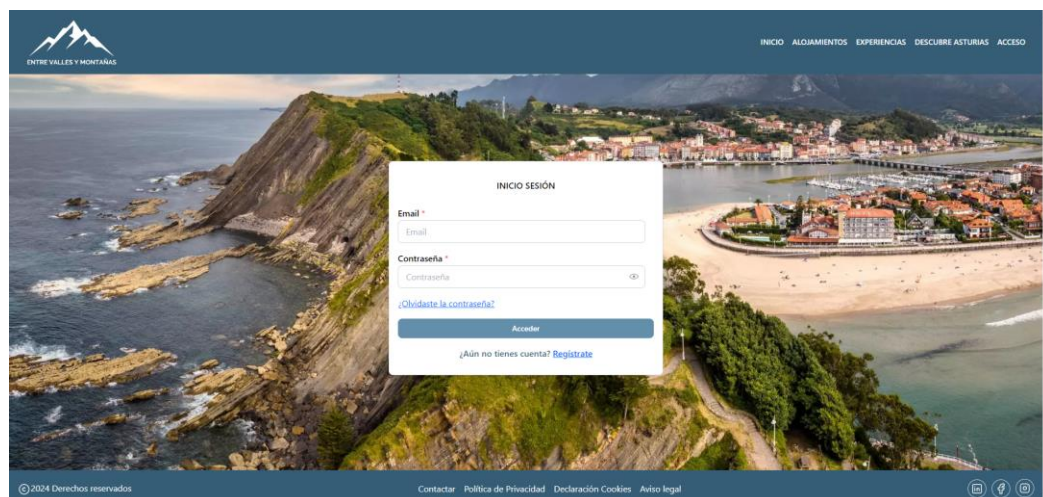 ENTRE VALLES Y MONTAÑAS
INICIO ALOJAMIENTOS EXPERIENCIAS DESCUBRE ASTURIAS ACCESO
INICIO SESIÓN
Email *
Email
Contraseña *
Contraseña
¿Olvidaste la contraseña?
Acceder
¿Aún no tienes cuenta? Regístrate
©2024 Derechos reservados
Contactar Política de Privacidad Declaración Cookies Aviso legal
in f